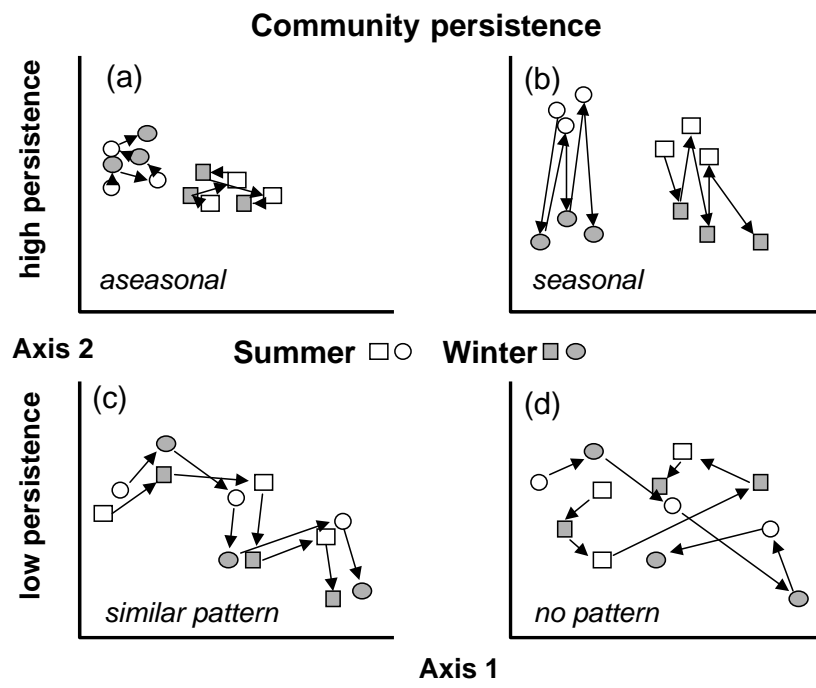 Community persistence
(a)
(b)
high persistence
aseasonal
seasonal
Axis 2
Summer
Winter
(c)
(d)
low persistence
similar pattern
no pattern
Axis 1